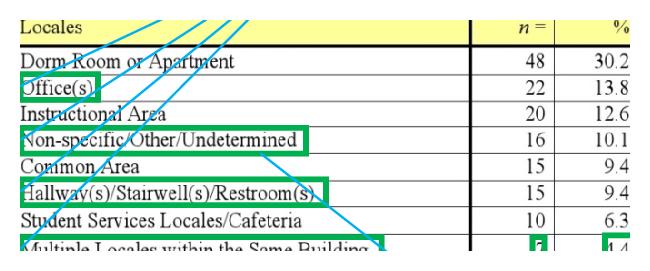 Locales n = %
Dorm Room or Apartment 48 30.2
Office(s) 22 13.8
Instructional Area 20 12.6
Non-specific/Other/Undetermined 16 10.1
Common Area 15 9.4
Hallway(s)/Stairwell(s)/Restroom(s) 15 9.4
Student Services Locales/Cafeteria 10 6.3
Multiple Locales within the Same Building 7 4.4